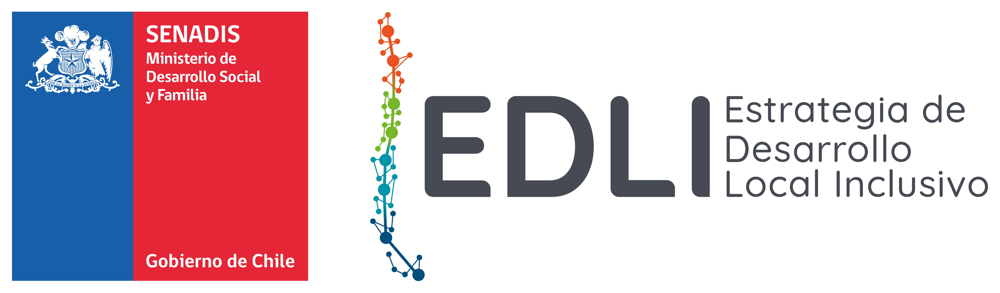 SENADIS
Ministerio de
Desarrollo Social
y Familia
POR LA RAZÓN O LA FUERZA
Gobierno de Chile
EDLI
Estrategia de
Desarrollo
Local Inclusivo